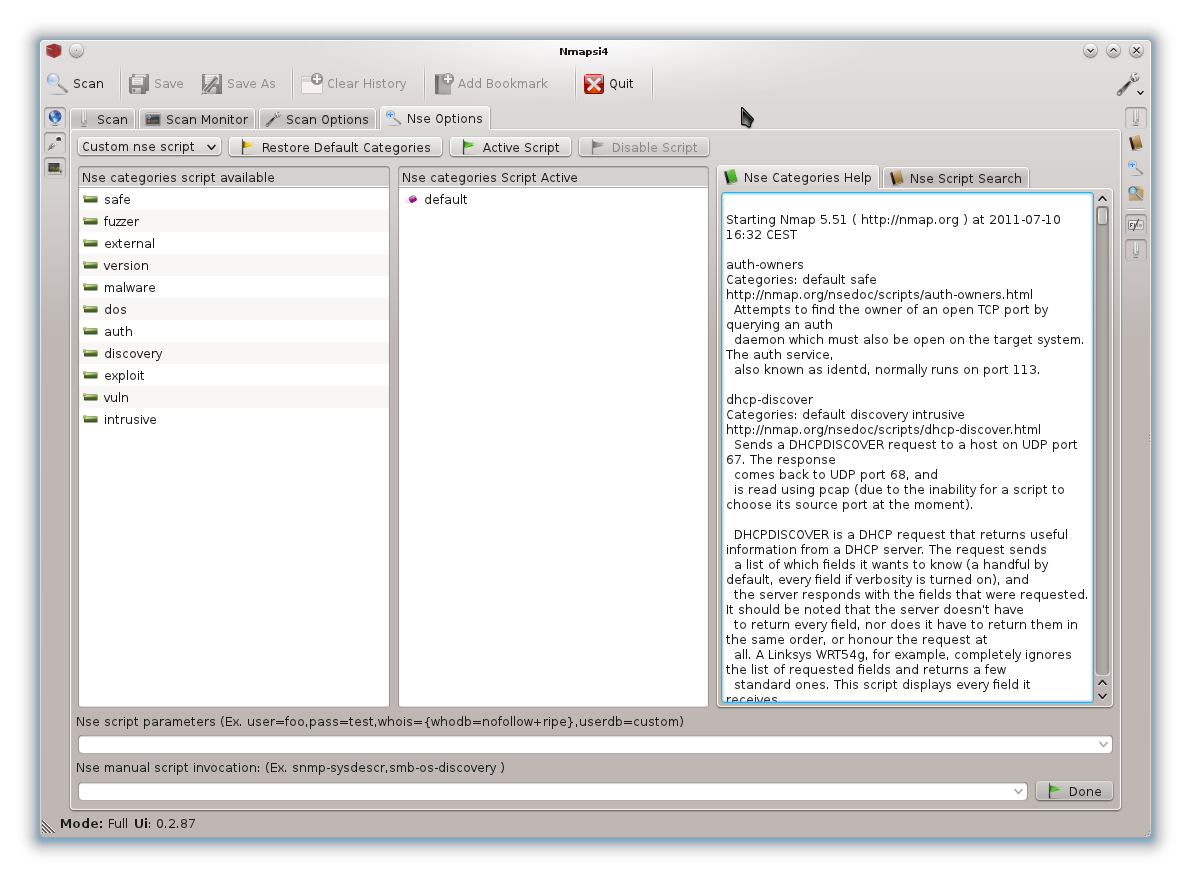 Nmapsi4
Scan
Save
Save As
Clear History
Add Bookmark
Quit
Scan
Scan Monitor
Scan Options
Nse Options
Custom nse script
Restore Default Categories
Active Script
Disable Script
Nse categories script available
safe
fuzzer
external
version
malware
dos
auth
discovery
exploit
vuln
intrusive
Nse categories Script Active
default
Nse Categories Help
Nse Script Search
Starting Nmap 5.51 ( http://nmap.org ) at 2011-07-10
16:32 CEST
auth-owners
Categories: default safe
http://nmap.org/nsedoc/scripts/auth-owners.html
Attempts to find the owner of an open TCP port by
querying an auth
daemon which must also be open on the target system.
The auth service,
also known as identd, normally runs on port 113.
dhcp-discover
Categories: default discovery intrusive
http://nmap.org/nsedoc/scripts/dhcp-discover.html
Sends a DHCPDISCOVER request to a host on UDP port
67. The response
comes back to UDP port 68, and
is read using pcap (due to the inability for a script to
choose its source port at the moment).
DHCPDISCOVER is a DHCP request that returns useful
information from a DHCP server. The request sends
a list of which fields it wants to know (a handful by
default, every field if verbosity is turned on), and
the server responds with the fields that were requested.
It should be noted that the server doesn't have
to return every field, nor does it have to return them in
the same order, or honour the request at
all. A Linksys WRT54g, for example, completely ignores
the list of requested fields and returns a few
standard ones. This script displays every field it
receives
Nse script parameters (Ex. user=foo,pass=test,whois={whodb=nofollow+ripe},userdb=custom)
Nse manual script invocation: (Ex. snmp-sysdescr,smb-os-discovery )
Done
Mode: Full Ui: 0.2.87